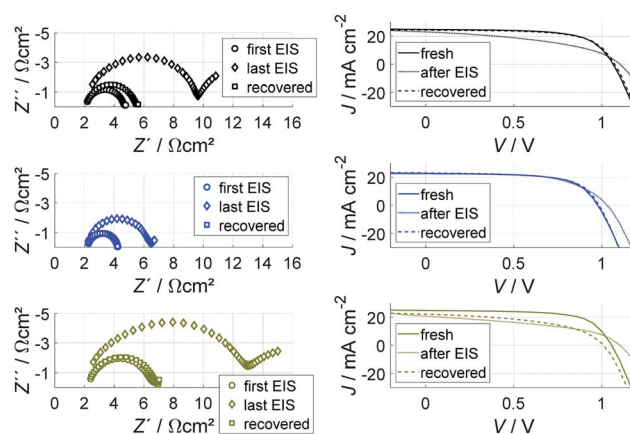 -5
-3
-1
Z´´ / Ωcm²
first EIS
last EIS
recovered
0 2 4 6 8 10 12 14 16
Z´ / Ωcm²
20
0
-20
J / mA cm-2
fresh
after EIS
recovered
0 0.5 1
V / V
-5
-3
-1
Z´´ / Ωcm²
first EIS
last EIS
recovered
0 2 4 6 8 10 12 14 16
Z´ / Ωcm²
20
0
-20
J / mA cm-2
fresh
after EIS
recovered
0 0.5 1
V / V
-5
-3
-1
Z´´ / Ωcm²
first EIS
last EIS
recovered
0 2 4 6 8 10 12 14 16
Z´ / Ωcm²
20
0
-20
J / mA cm-2
fresh
after EIS
recovered
0 0.5 1
V / V